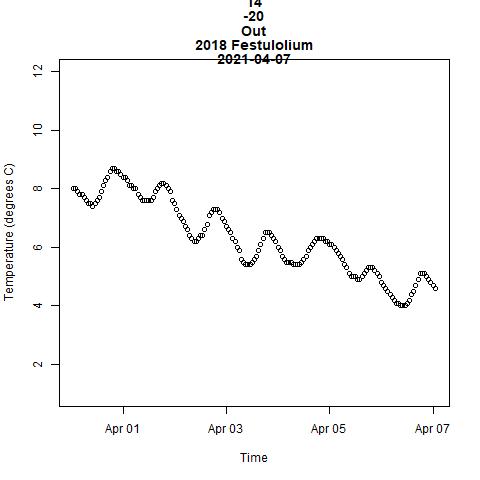 14
-20
Out
2018 Festulolium
2021-04-07
12
10
8
6
4
2
Temperature (degrees C)
Apr 01
Apr 03
Apr 05
Apr 07
Time